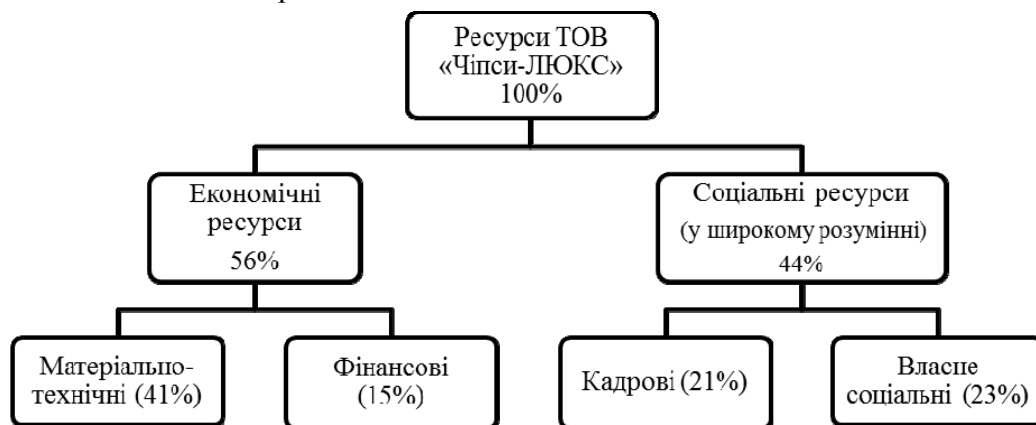 Ресурси ТОВ
«Чіпси-ЛЮКС»
100%
Економічні
ресурси
56%
Соціальні ресурси
(у широкому розумінні)
44%
Матеріально-
технічні (41%)
Фінансові
(15%)
Кадрові (21%)
Власне
соціальні (23%)